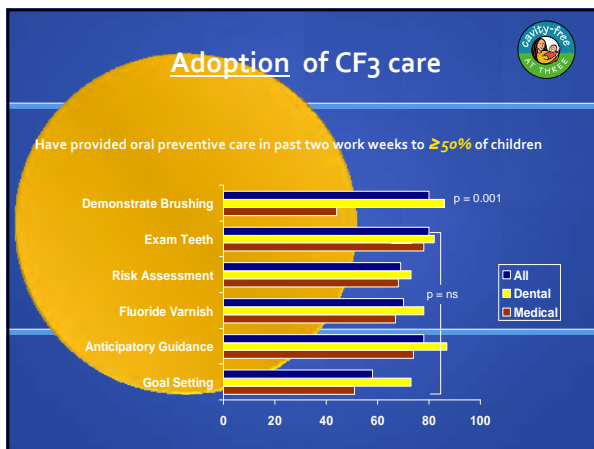 Adoption of CF3 care
cavity-free
AT THREE
Have provided oral preventive care in past two work weeks to ≥50% of children
Demonstrate Brushing
p = 0.001
Exam Teeth
Risk Assessment
p = ns
All
Dental
Medical
Fluoride Varnish
Anticipatory Guidance
Goal Setting
0 20 40 60 80 100